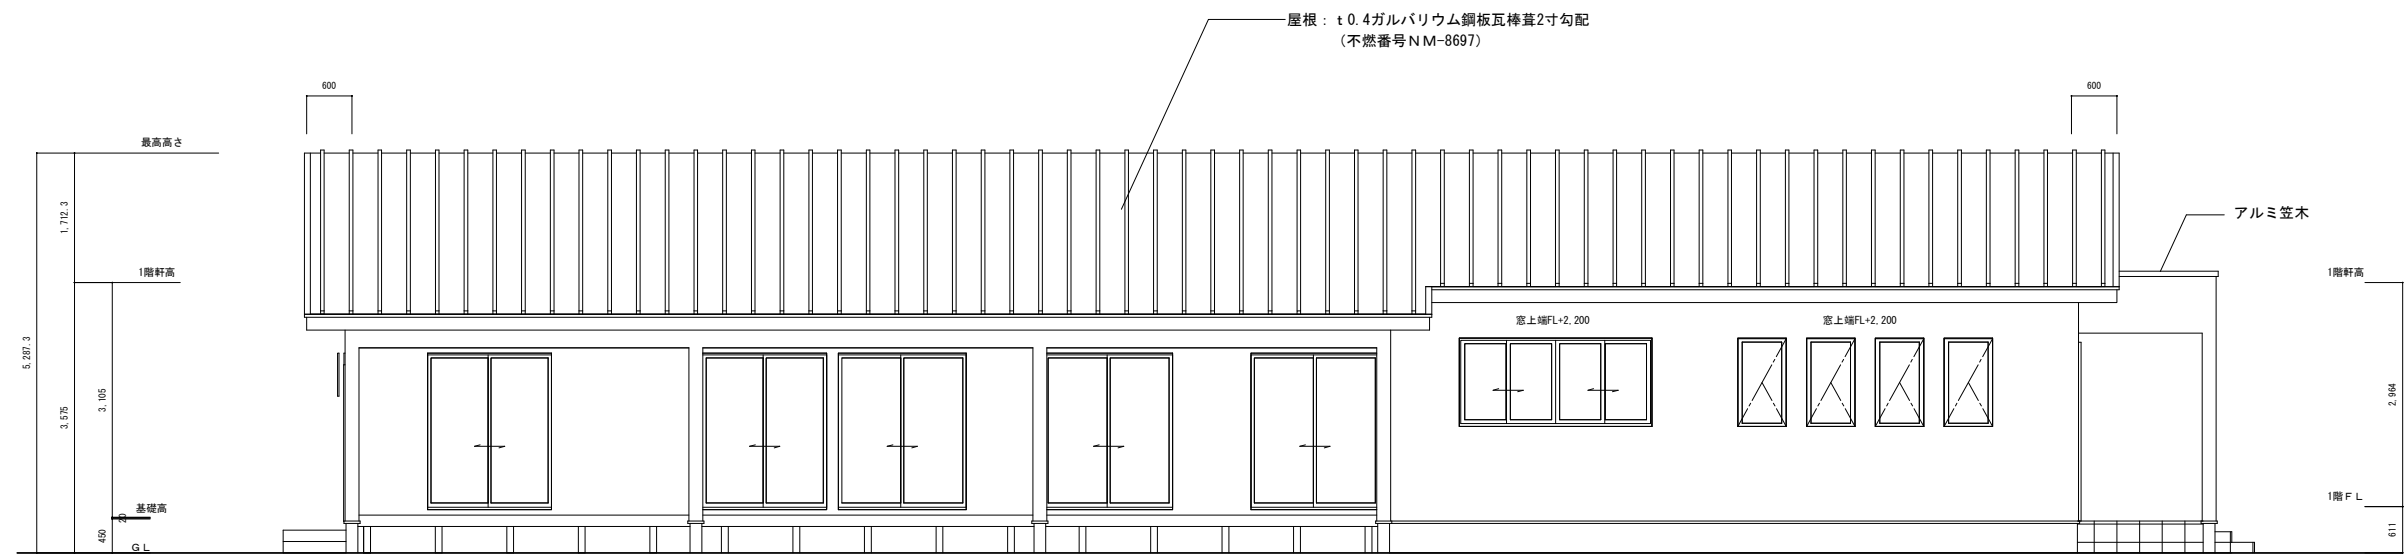 屋根：ｔ0.4ガルバリウム鋼板瓦棒葺2寸勾配
（不燃番号ＮＭ-8697）
600
600
最高高さ
1,712.3
アルミ笠木
1階軒高
1階軒高
窓上端FL+2,200
窓上端FL+2,200
5,287.3
3,575
3,105
2,964
1階ＦＬ
基礎高
20
450
611
ＧＬ